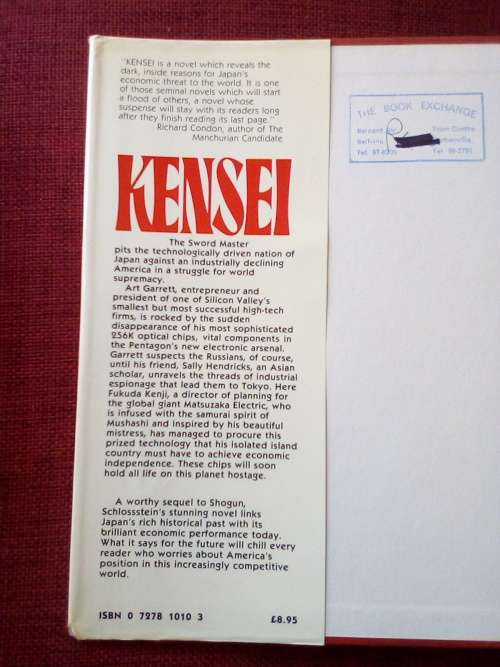 "KENSEI is a novel which reveals the
dark, inside reasons for Japan's
economic threat to the world. It is one
of those seminal novels which will start
a flood of others, a novel whose
suspense will stay with its readers long
after they finish reading its last page."
Richard Condon, author of The
Manchurian Candidate
KENSEI
The Sword Master
pits the technologically driven nation of
Japan against an industrially declining
America in a struggle for world
supremacy.
Art Garrett, entrepreneur and
president of one of Silicon Valley's
smallest but most successful high-tech
firms, is rocked by the sudden
disappearance of his most sophisticated
256K optical chips, vital components in
the Pentagon's new electronic arsenal.
Garrett suspects the Russians, of course,
until his friend, Sally Hendricks, an Asian
scholar, unravels the threads of industrial
espionage that lead them to Tokyo. Here
Fukuda Kenji, a director of planning for
the global giant Matsuzaka Electric, who
is infused with the samurai spirit of
Mushashi and inspired by his beautiful
mistress, has managed to procure this
prized technology that his isolated island
country must have to achieve economic
independence. These chips will soon
hold all life on this planet hostage.
A worthy sequel to Shogun,
Schlossstein's stunning novel links
Japan's rich historical past with its
brilliant economic performance today.
What it says for the future will chill every
reader who worries about America's
position in this increasingly competitive
world.
ISBN 0 7278 1010 3 £8.95
THE BOOK EXCHANGE